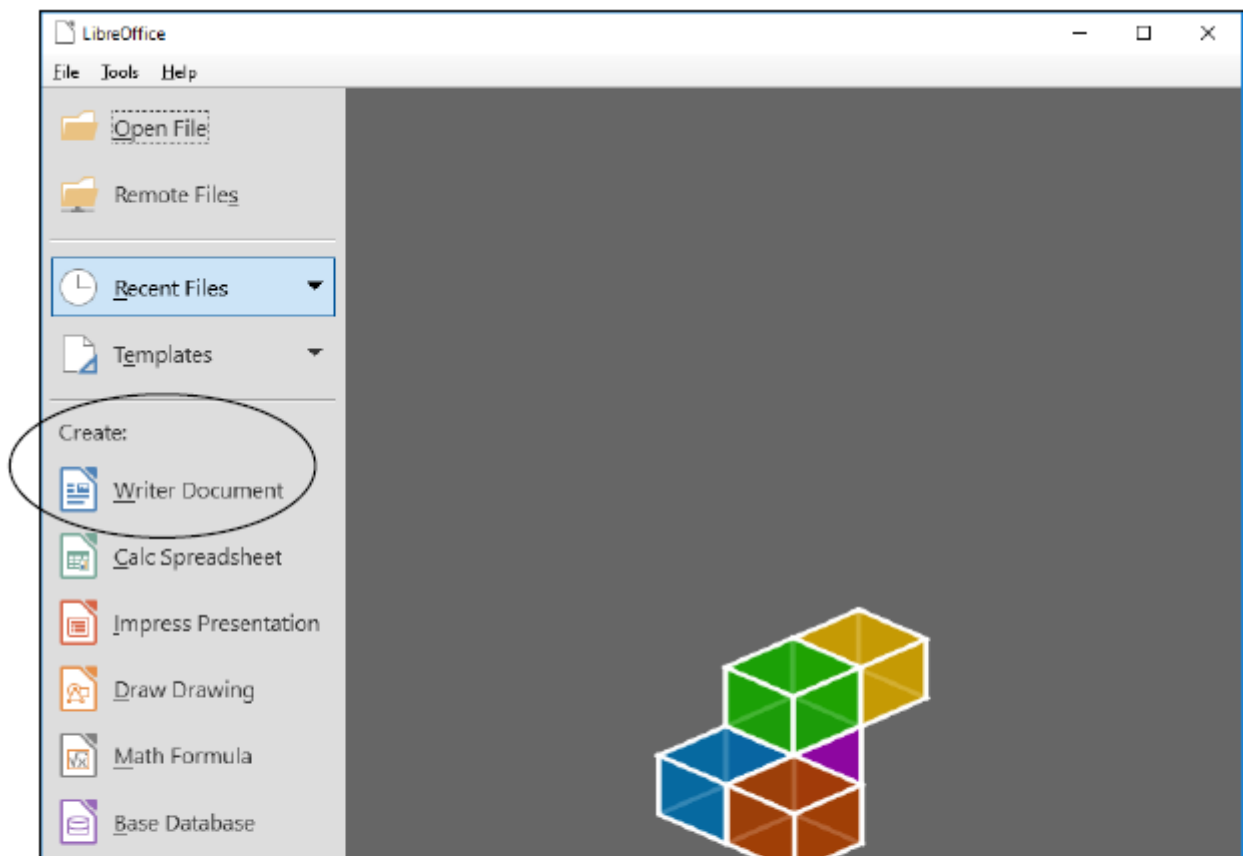 LibreOffice
File Tools Help
Open File
Remote Files
Recent Files
Templates
Create:
Writer Document
Calc Spreadsheet
Impress Presentation
Draw Drawing
Math Formula
Base Database